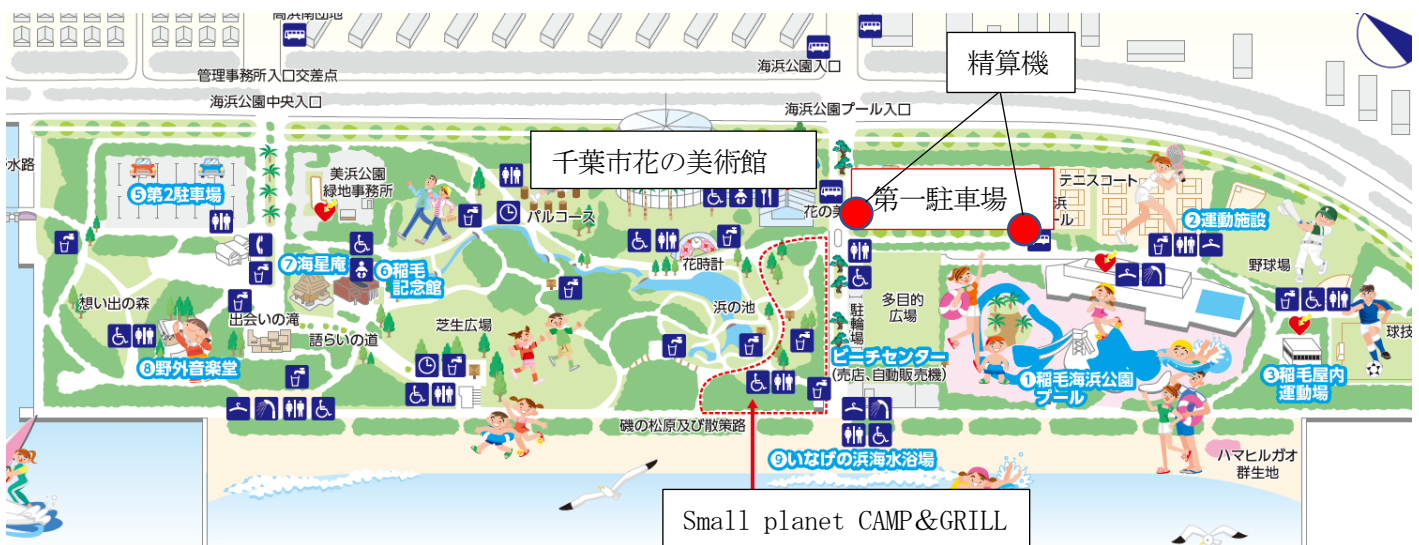 高浜南団地
管理事務所入口交差点
海浜公園入口
精算機
海浜公園中央入口
海浜公園プール入口
水路
美浜公園
緑地事務所
千葉市花の美術館
第一駐車場
テニスコート
⑤第2駐車場
パルコース
花の美
浜
プール
②運動施設
⑦海星庵
⑥稲毛
記念館
花時計
野球場
想い出の森
出会いの滝
語らいの道
芝生広場
浜の池
駐輪場
多目的
広場
球技
⑧野外音楽堂
ビーチセンター
(売店、自動販売機)
①稲毛海浜公園
プール
③稲毛屋内
運動場
磯の松原及び散策路
⑨いなげの浜海水浴場
ハマヒルガオ
群生地
Small planet CAMP&GRILL